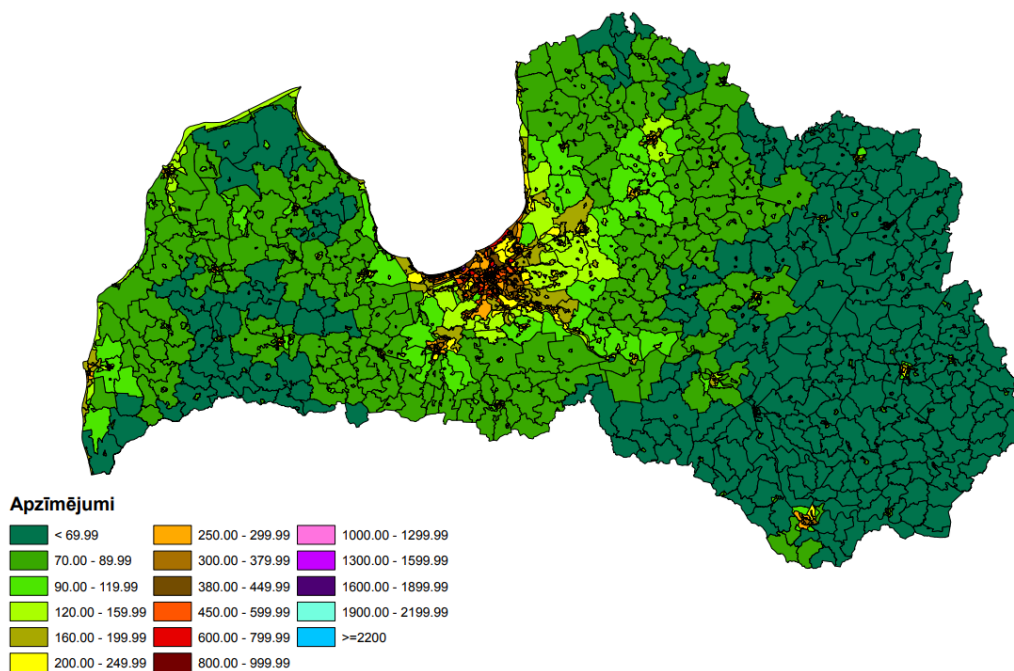 Apzīmējumi
< 69.99
70.00 - 89.99
90.00 - 119.99
120.00 - 159.99
160.00 - 199.99
200.00 - 249.99
250.00 - 299.99
300.00 - 379.99
380.00 - 449.99
450.00 - 599.99
600.00 - 799.99
800.00 - 999.99
1000.00 - 1299.99
1300.00 - 1599.99
1600.00 - 1899.99
1900.00 - 2199.99
>=2200